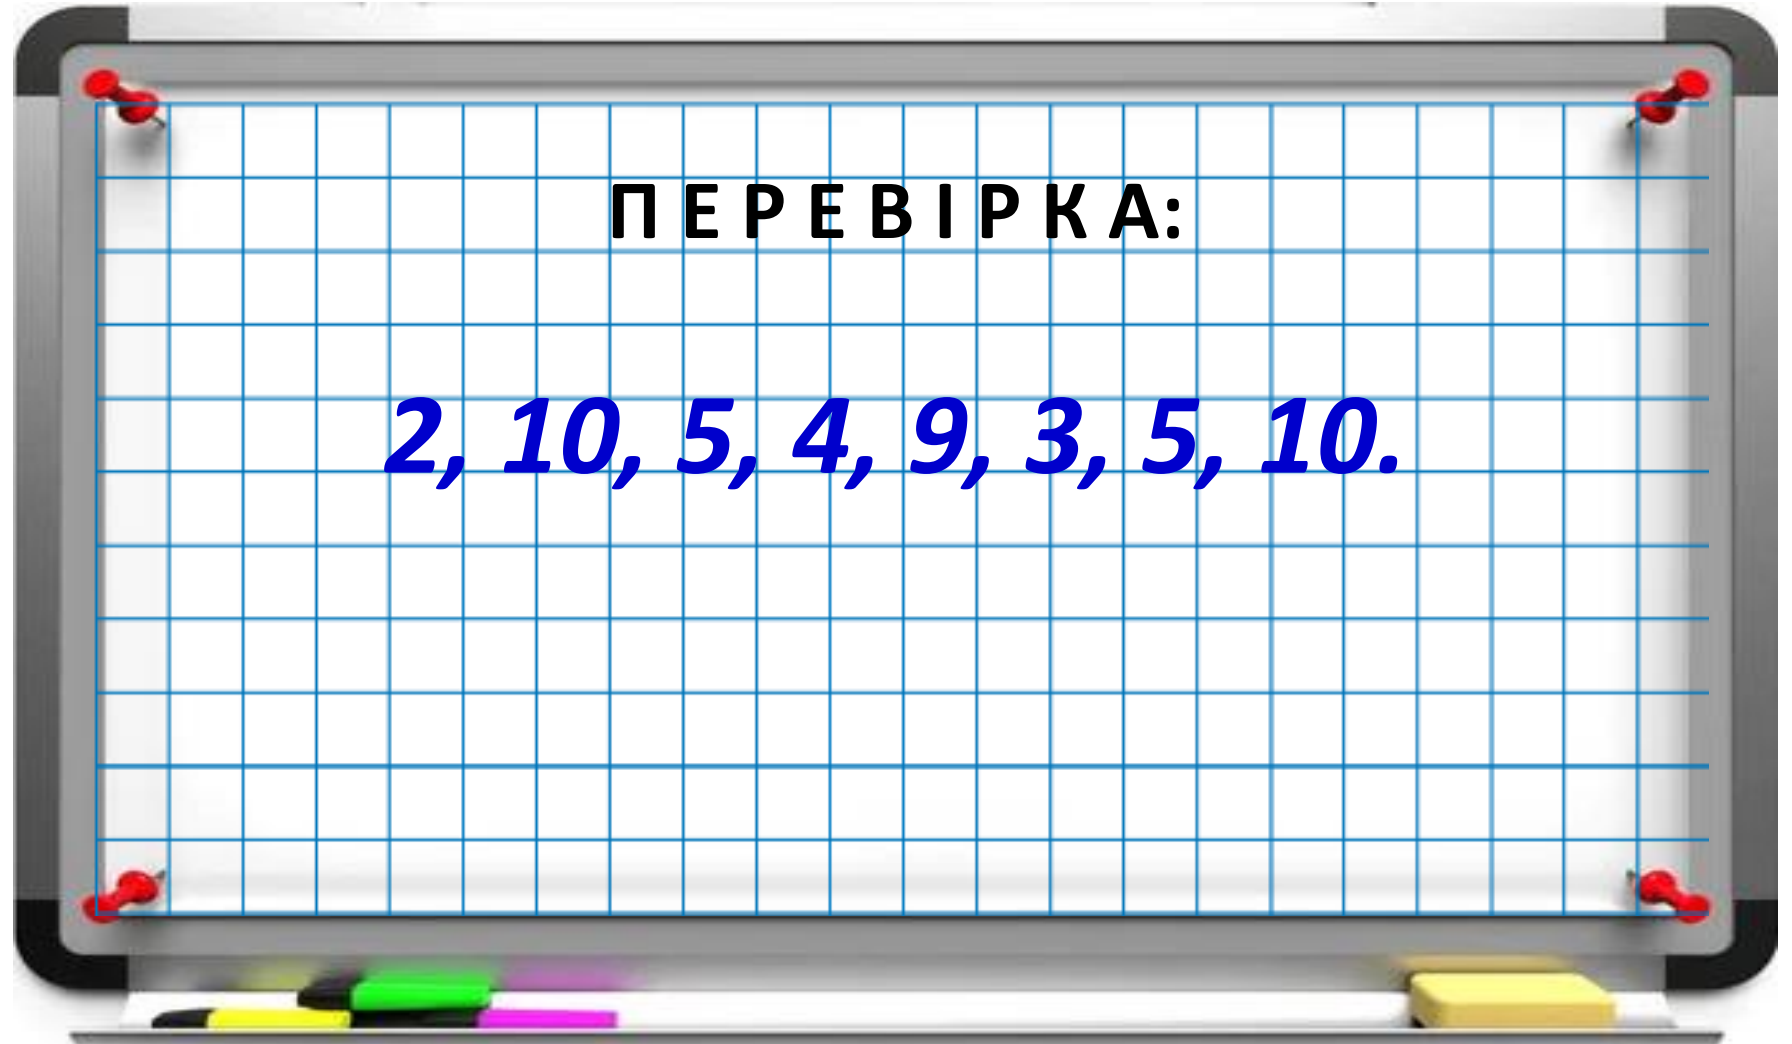 П Е Р Е В І Р К А:
2, 10, 5, 4, 9, 3, 5, 10.